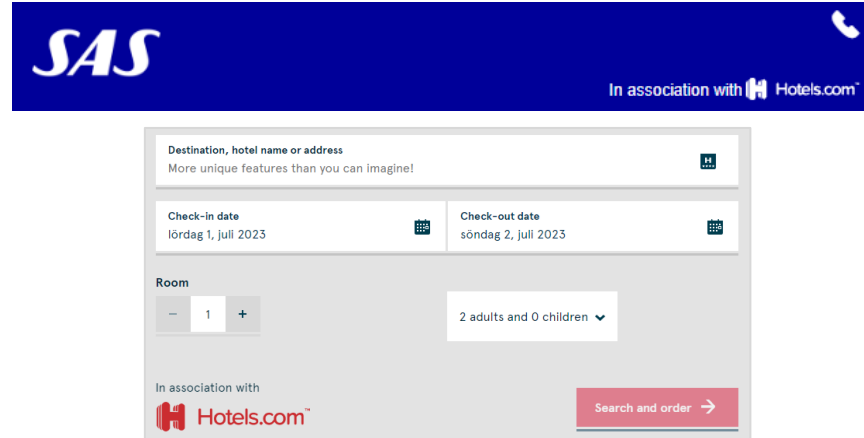 SAS
In association with Hotels.com
Destination, hotel name or address
More unique features than you can imagine!
H
Check-in date
lördag 1, juli 2023
Check-out date
söndag 2, juli 2023
Room
− 1 +
2 adults and 0 children
In association with
Hotels.com™
Search and order →